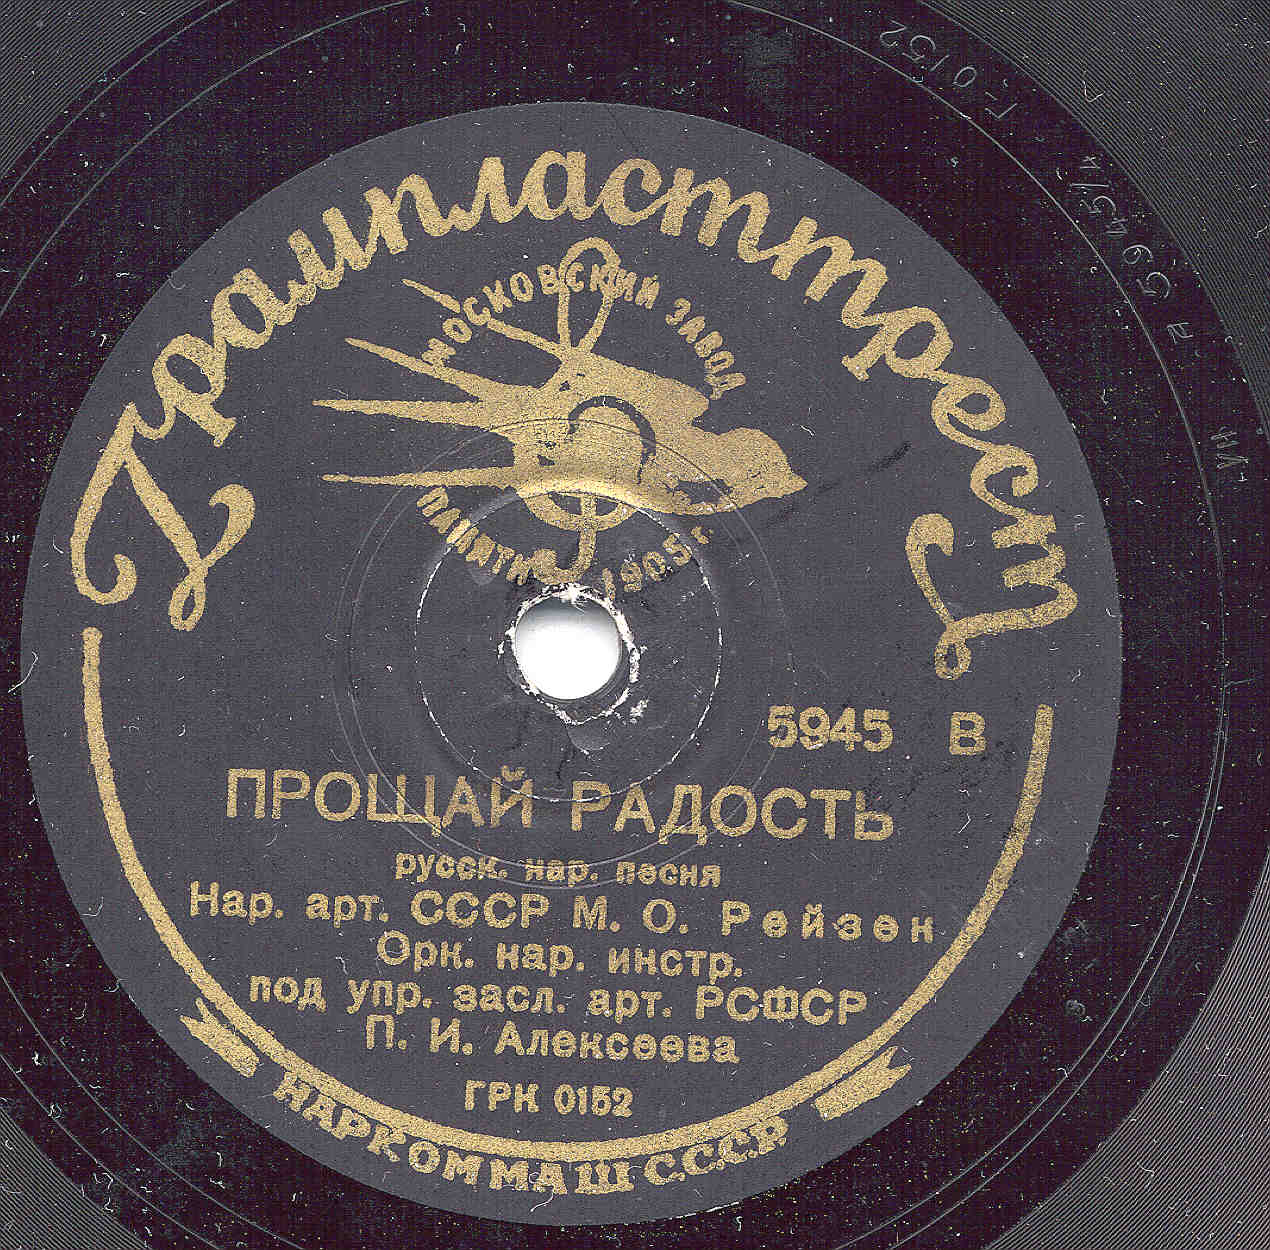 Грампласттрест
МОСКОВСКИЙ ЗАВОД
ПАМЯТИ 1905 г.
5945 В
ПРОЩАЙ РАДОСТЬ
русск. нар. песня
Нар. арт. СССР М. О. Рейзен
Орк. нар. инстр.
под упр. засл. арт. РСФСР
П. И. Алексеева
ГРК 0152
НАРКОММАШ С.С.С.Р.
Г-0152